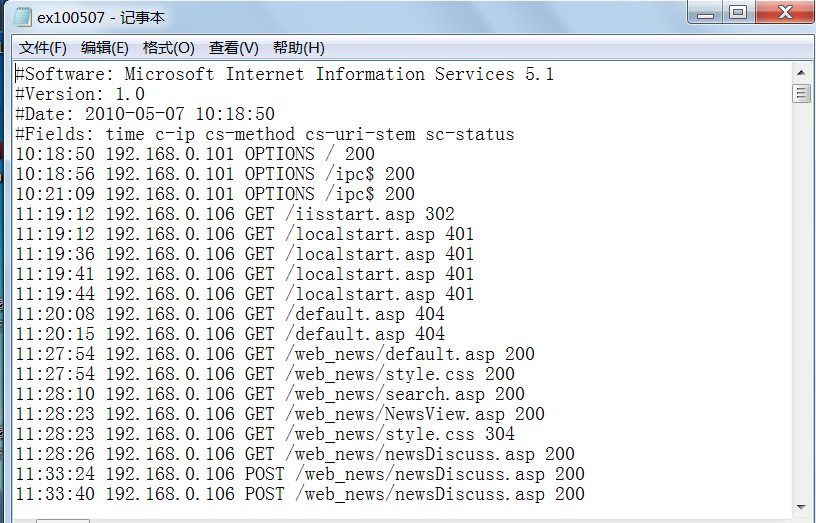 ex100507 - 记事本
文件(F) 编辑(E) 格式(O) 查看(V) 帮助(H)
#Software: Microsoft Internet Information Services 5.1
#Version: 1.0
#Date: 2010-05-07 10:18:50
#Fields: time c-ip cs-method cs-uri-stem sc-status
10:18:50 192.168.0.101 OPTIONS / 200
10:18:56 192.168.0.101 OPTIONS /ipc$ 200
10:21:09 192.168.0.101 OPTIONS /ipc$ 200
11:19:12 192.168.0.106 GET /iisstart.asp 302
11:19:12 192.168.0.106 GET /localstart.asp 401
11:19:36 192.168.0.106 GET /localstart.asp 401
11:19:41 192.168.0.106 GET /localstart.asp 401
11:19:44 192.168.0.106 GET /localstart.asp 401
11:20:08 192.168.0.106 GET /default.asp 404
11:20:15 192.168.0.106 GET /default.asp 404
11:27:54 192.168.0.106 GET /web_news/default.asp 200
11:27:54 192.168.0.106 GET /web_news/style.css 200
11:28:10 192.168.0.106 GET /web_news/search.asp 200
11:28:23 192.168.0.106 GET /web_news/NewsView.asp 200
11:28:23 192.168.0.106 GET /web_news/style.css 304
11:28:26 192.168.0.106 GET /web_news/newsDiscuss.asp 200
11:33:24 192.168.0.106 POST /web_news/newsDiscuss.asp 200
11:33:40 192.168.0.106 POST /web_news/newsDiscuss.asp 200